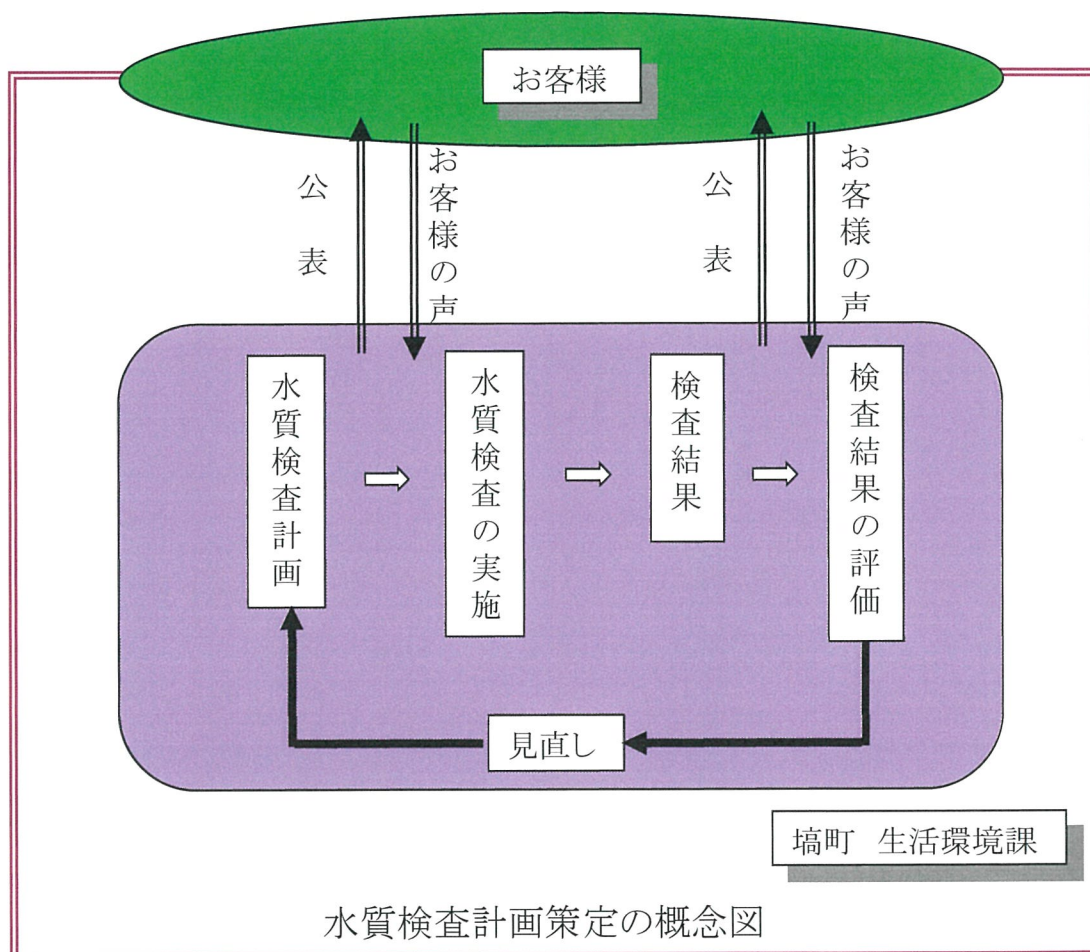 お客様
公表
お客様の声
公表
お客様の声
水質検査計画
水質検査の実施
検査結果
検査結果の評価
見直し
塙町 生活環境課
水質検査計画策定の概念図